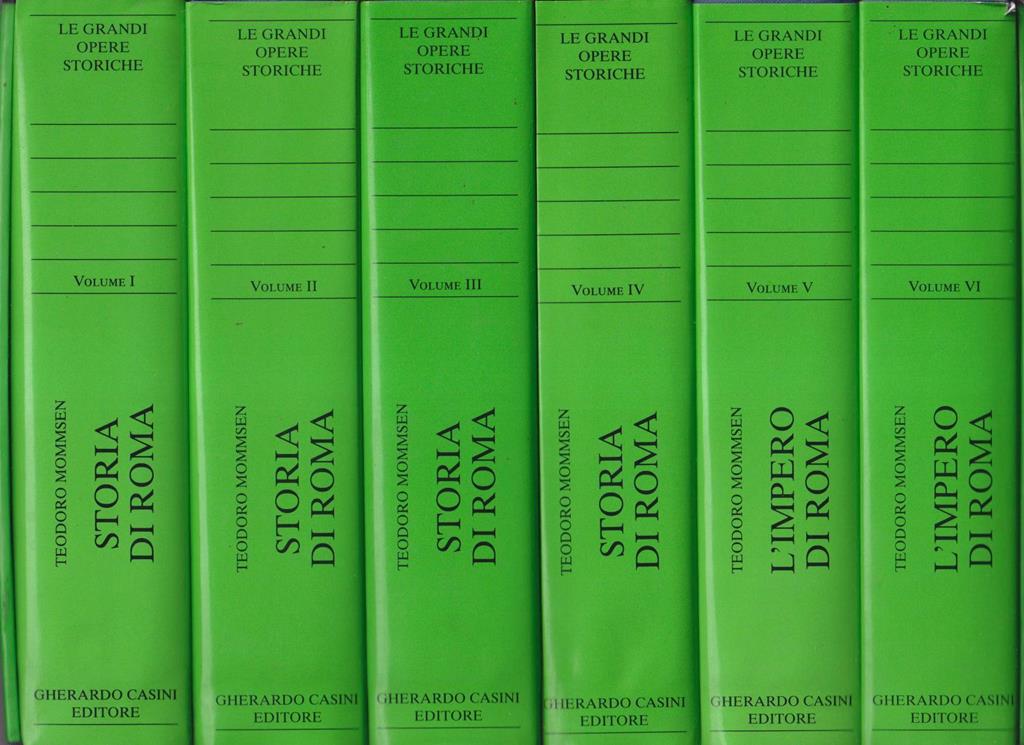 LE GRANDI
OPERE
STORICHE
VOLUME I
TEODORO MOMMSEN
STORIA
DI ROMA
GHERARDO CASINI
EDITORE
LE GRANDI
OPERE
STORICHE
VOLUME II
TEODORO MOMMSEN
STORIA
DI ROMA
GHERARDO CASINI
EDITORE
LE GRANDI
OPERE
STORICHE
VOLUME III
TEODORO MOMMSEN
STORIA
DI ROMA
GHERARDO CASINI
EDITORE
LE GRANDI
OPERE
STORICHE
VOLUME IV
TEODORO MOMMSEN
STORIA
DI ROMA
GHERARDO CASINI
EDITORE
LE GRANDI
OPERE
STORICHE
VOLUME V
TEODORO MOMMSEN
L'IMPERO
DI ROMA
GHERARDO CASINI
EDITORE
LE GRANDI
OPERE
STORICHE
VOLUME VI
TEODORO MOMMSEN
L'IMPERO
DI ROMA
GHERARDO CASINI
EDITORE